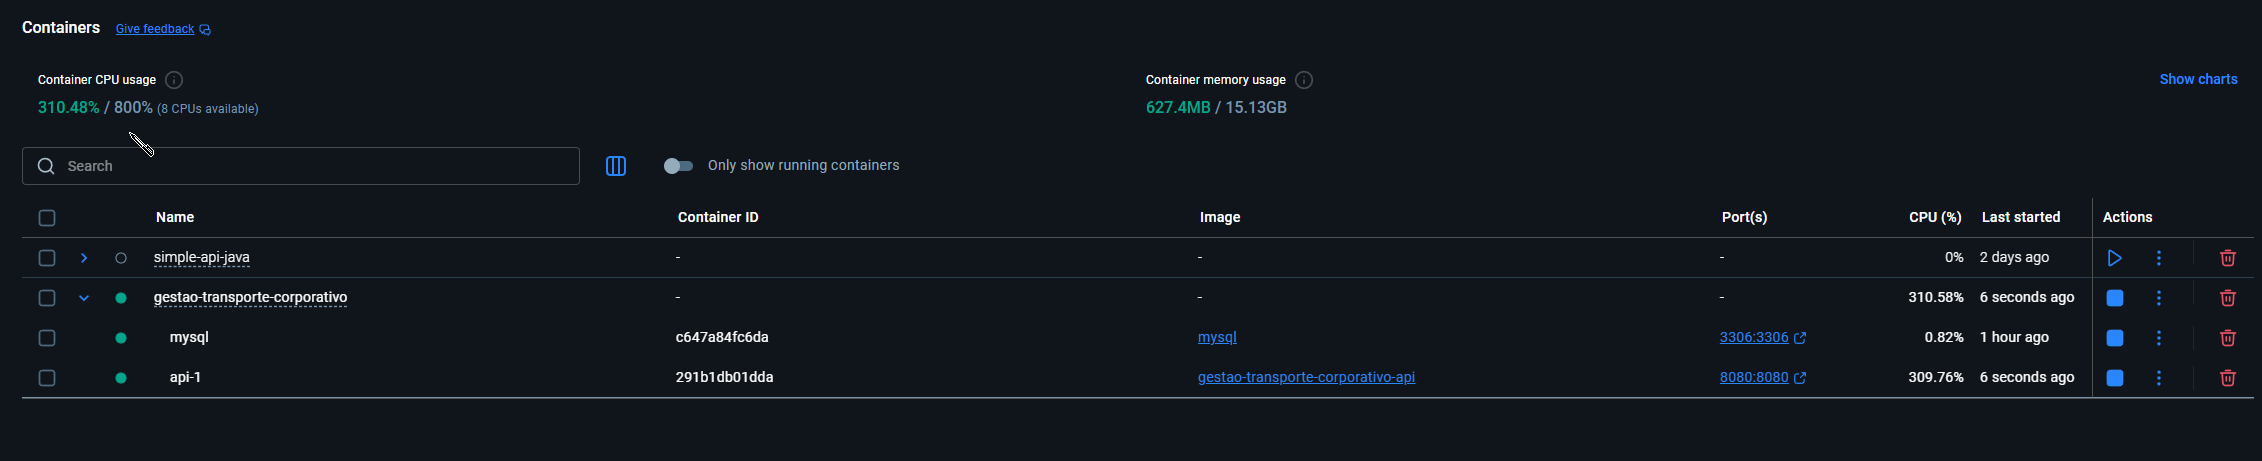 Containers Give feedback
Container CPU usage
310.48% / 800% (8 CPUs available)
Container memory usage
627.4MB / 15.13GB
Show charts
Search
Only show running containers
Name Container ID Image Port(s) CPU (%) Last started Actions
simple-api-java - - - 0% 2 days ago
gestao-transporte-corporativo - - - 310.58% 6 seconds ago
mysql c647a84fc6da mysql 3306:3306 0.82% 1 hour ago
api-1 291b1db01dda gestao-transporte-corporativo-api 8080:8080 309.76% 6 seconds ago